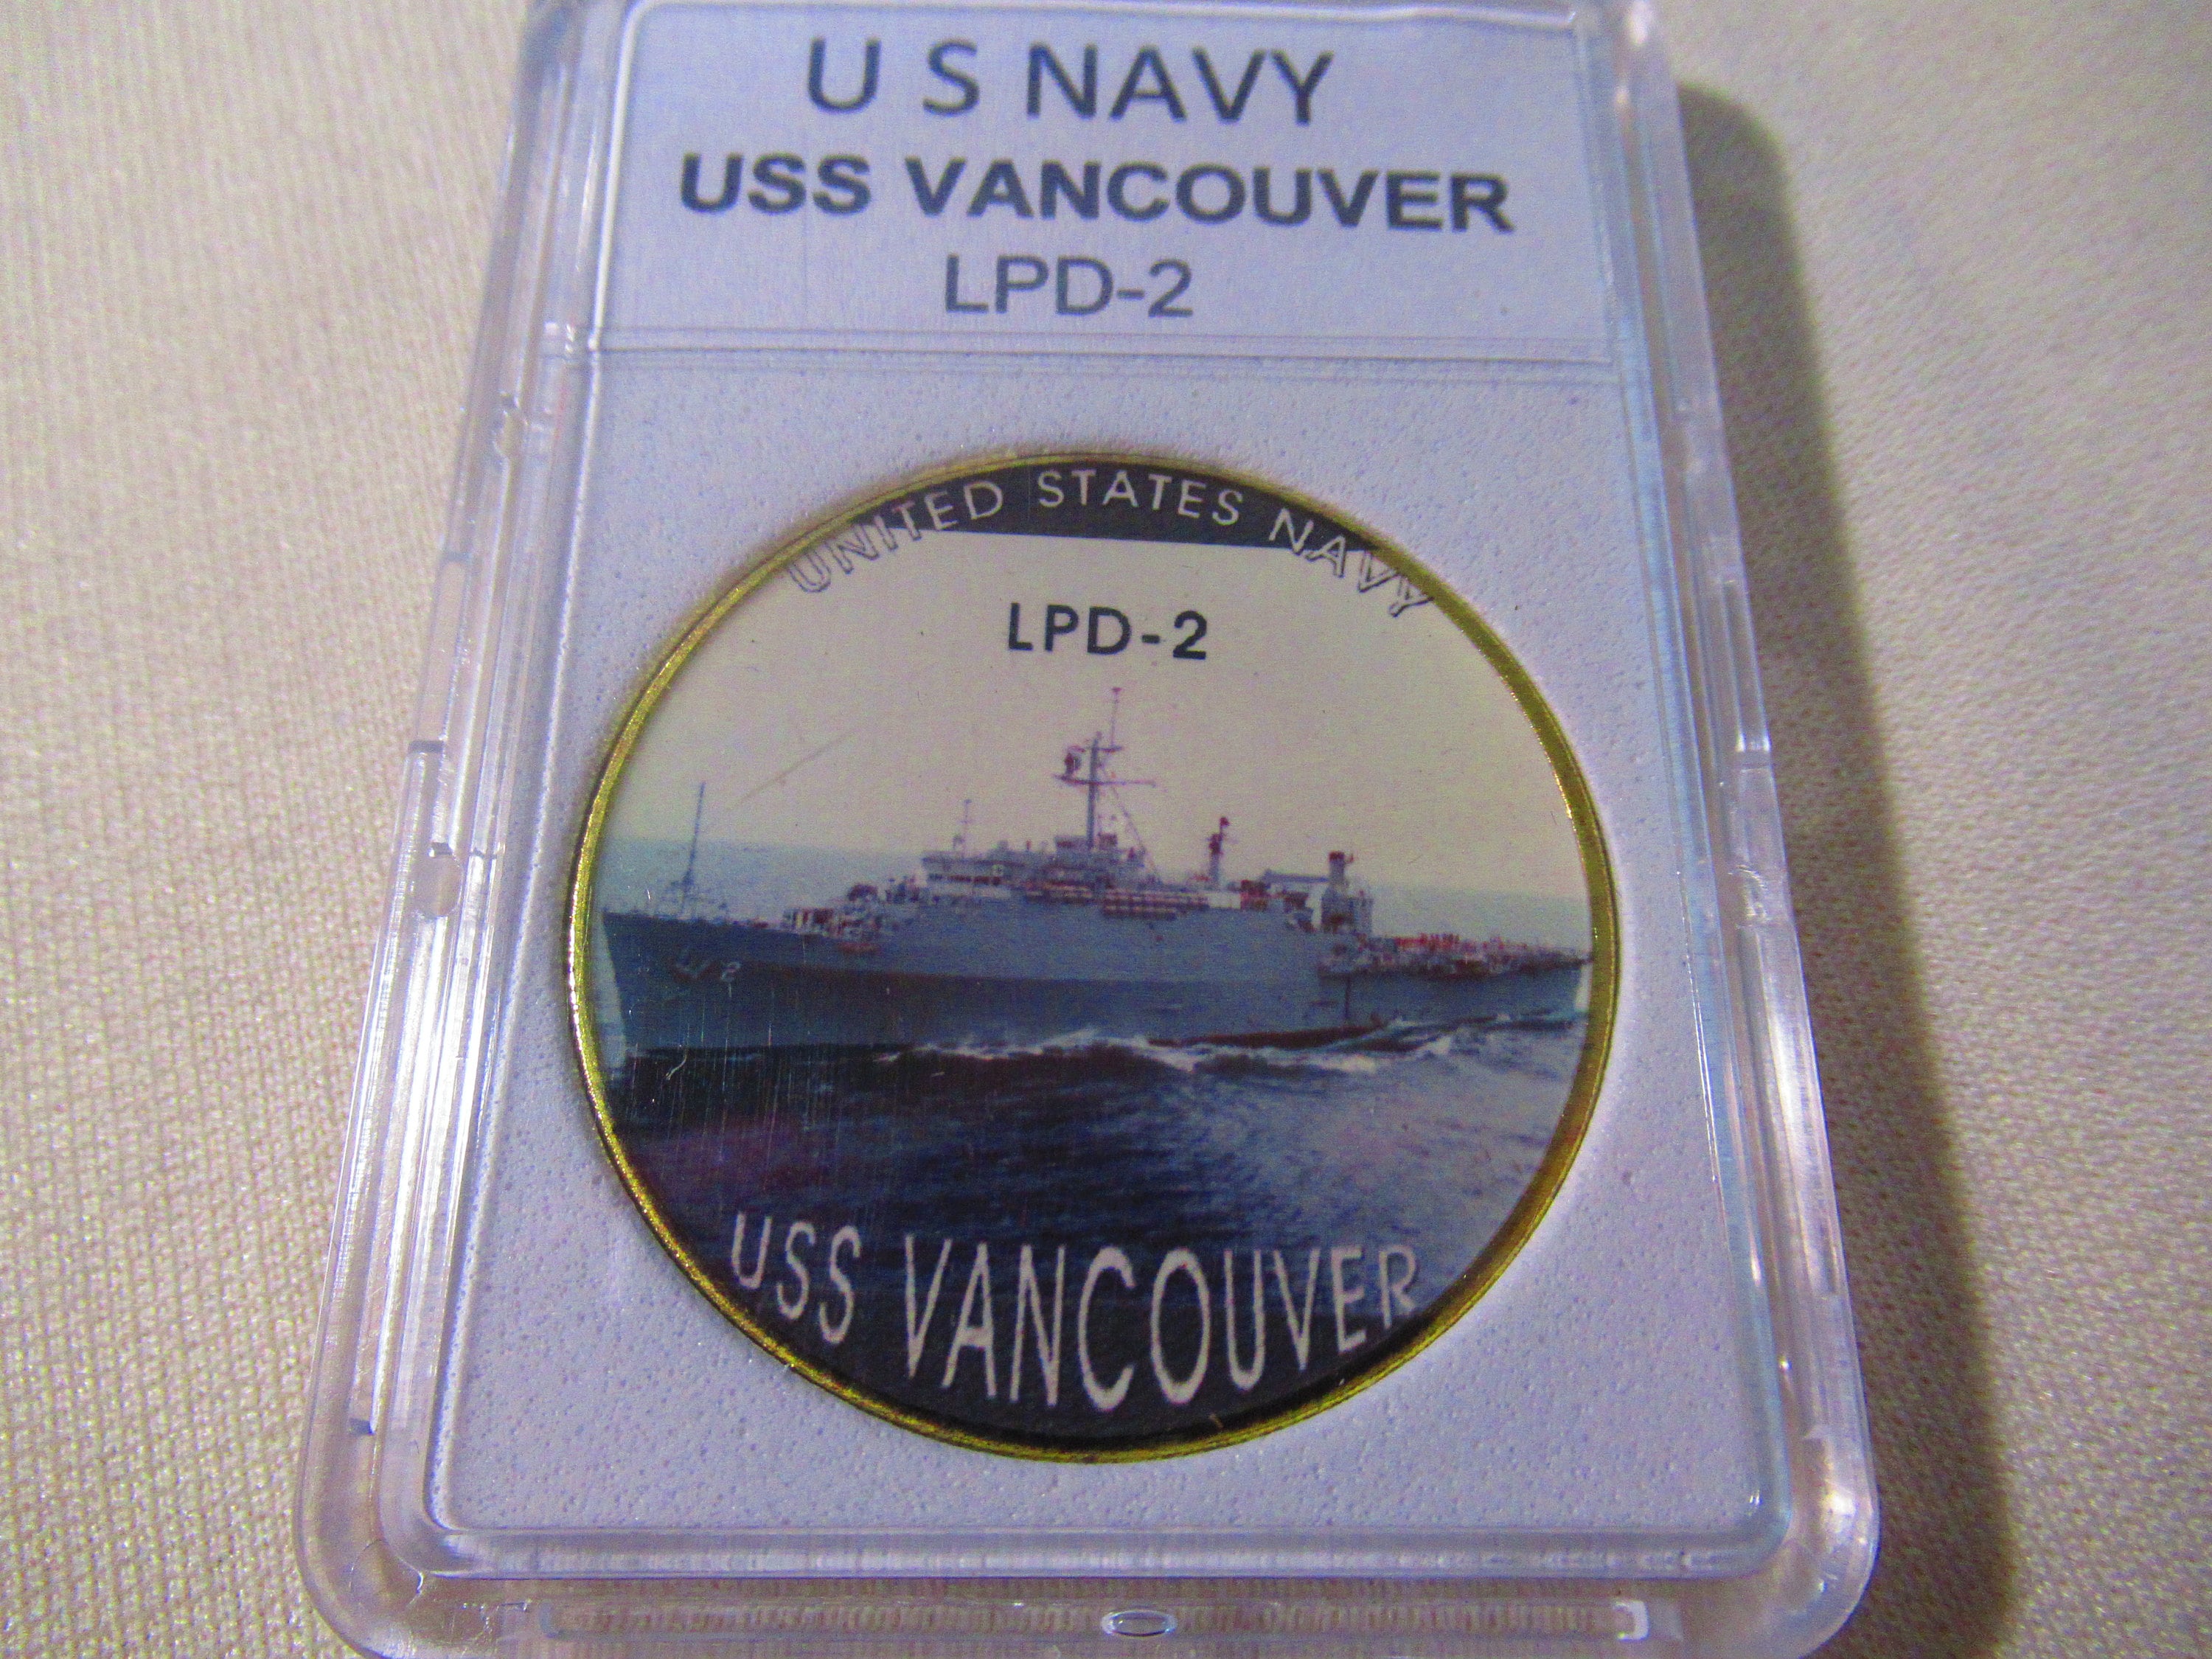 U S NAVY
USS VANCOUVER
LPD-2
UNITED STATES NAVY
LPD-2
USS VANCOUVER